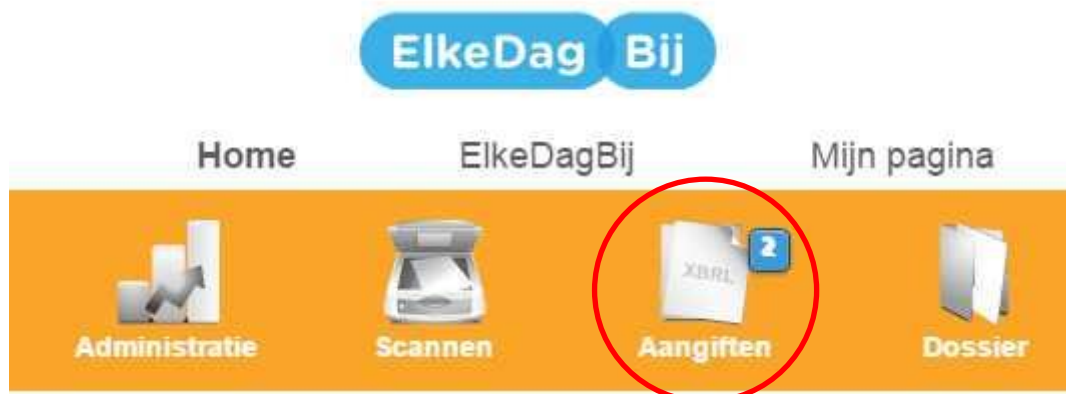 ElkeDag Bij
Home ElkeDagBij Mijn pagina
XBRL 2
Administratie Scannen Aangiften Dossier